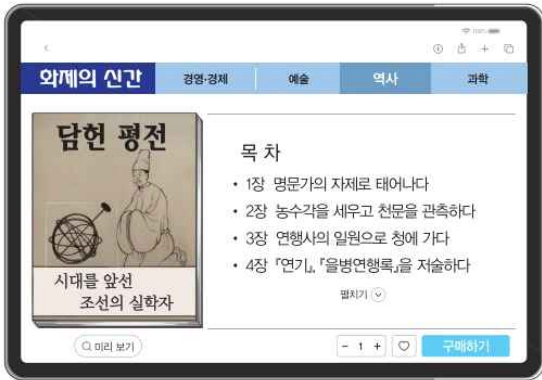 100%
화제의 신간 경영·경제 예술 역사 과학
담헌 평전
시대를 앞선
조선의 실학자
목 차
• 1장 명문가의 자제로 태어나다
• 2장 농수각을 세우고 천문을 관측하다
• 3장 연행사의 일원으로 청에 가다
• 4장 『연기』, 『을병연행록』을 저술하다
펼치기
미리 보기
- 1 +
구매하기